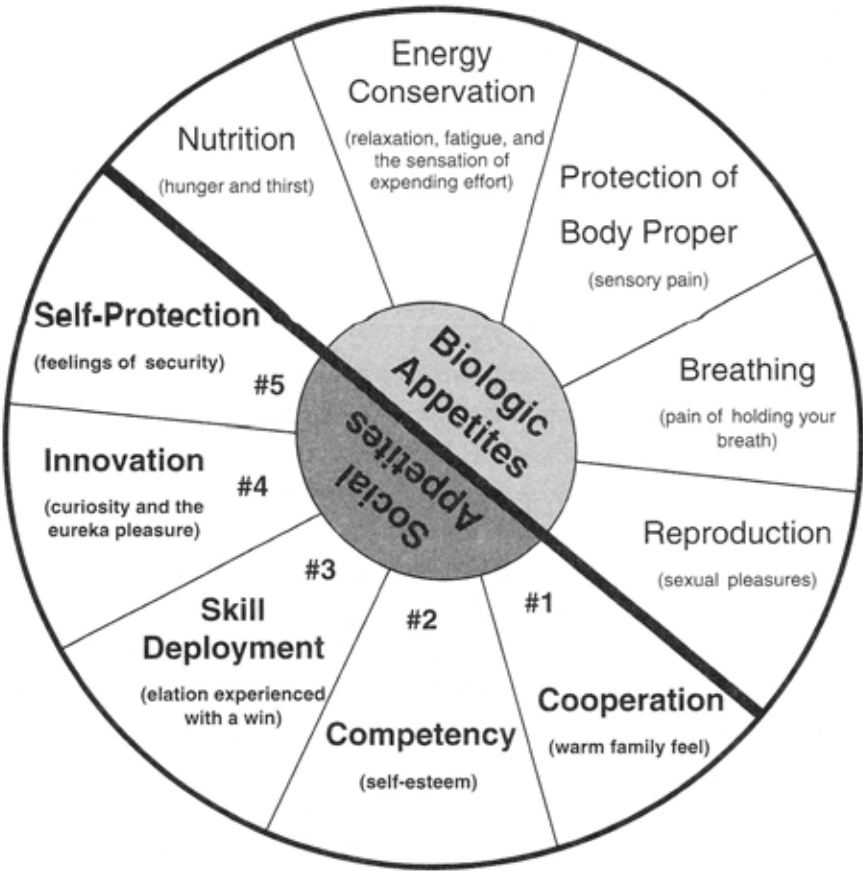 Energy
Conservation
(relaxation, fatigue, and
the sensation of
expending effort)
Nutrition
(hunger and thirst)
Protection of
Body Proper
(sensory pain)
Breathing
(pain of holding your
breath)
Reproduction
(sexual pleasures)
Biologic
Appetites
Social
Appetites
Self-Protection
(feelings of security)
#5
Innovation
(curiosity and the
eureka pleasure)
#4
Skill
Deployment
(elation experienced
with a win)
#3
Competency
(self-esteem)
#2
Cooperation
(warm family feel)
#1